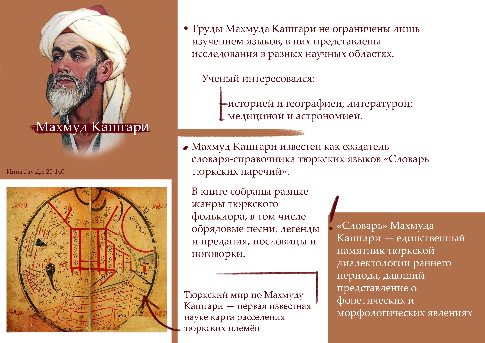 Махмуд Кашгари
Труды Махмуда Кашгари не ограничены лишь
изучением языков, в них представлены
исследования в разных научных областях.
Ученый интересовался:
историей и географией, литературой;
медициной и астрономией.
Махмуд Кашгари известен как создатель
словаря-справочника тюркских языков «Словарь
тюркских наречий».
В книге собраны разные
жанры тюркского
фольклора, в том числе
обрядовые песни, легенды
и предания, пословицы и
поговорки.
Тюркский мир по Махмуду
Кашгари — первая известная
науке карта расселения
тюркских племён
«Словарь» Махмуда
Кашгари — единственный
памятник тюркской
диалектологии раннего
периода, дающий
представление о
фонетических и
морфологических явлениях